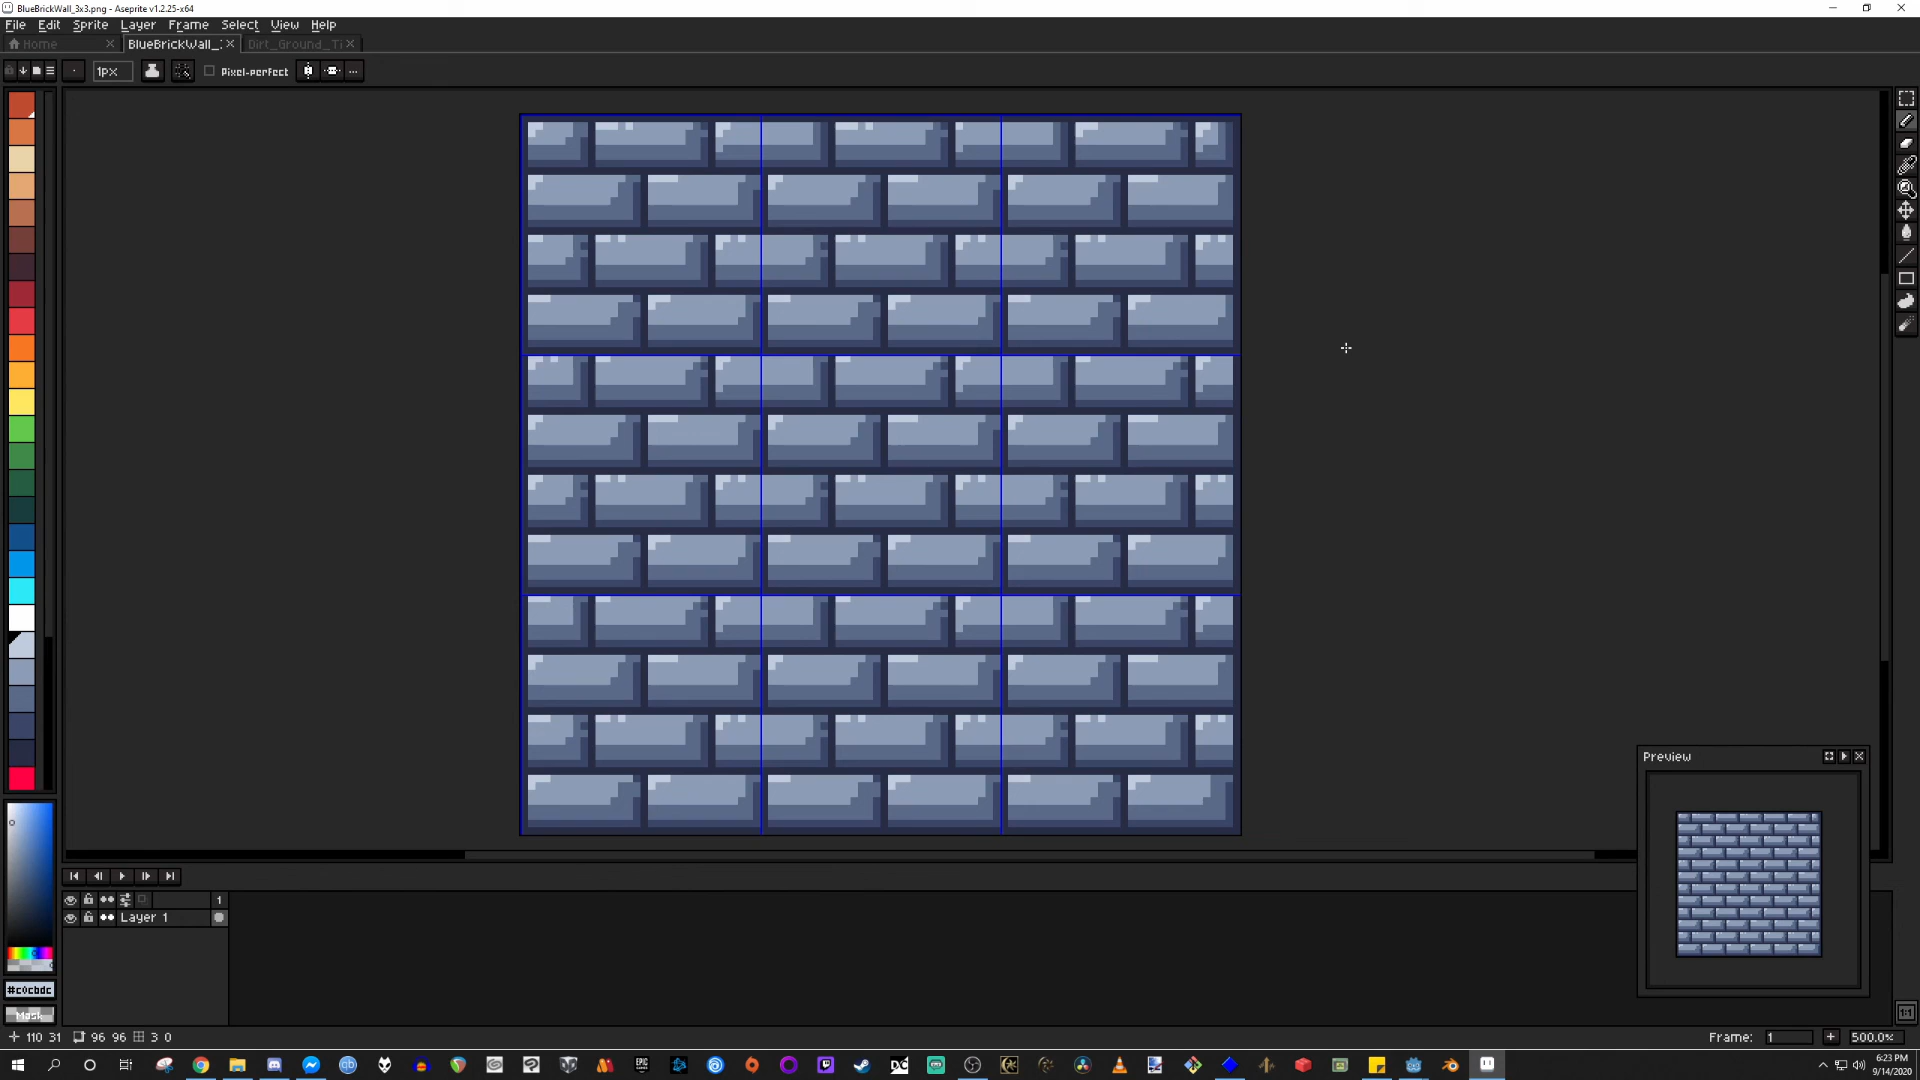 BlueBrickWall_3x3.png - Aseprite v1.2.25-x64
File Edit Sprite Layer Frame Select View Help
Home BlueBrickWall_: Dirt_Ground_Ti
1px Pixel-perfect
Preview
1
Layer 1
#c0cbdc
Mask
110 31 96 96 3 0 Frame: 1 500.0%
1:1
6:23 PM
9/14/2020